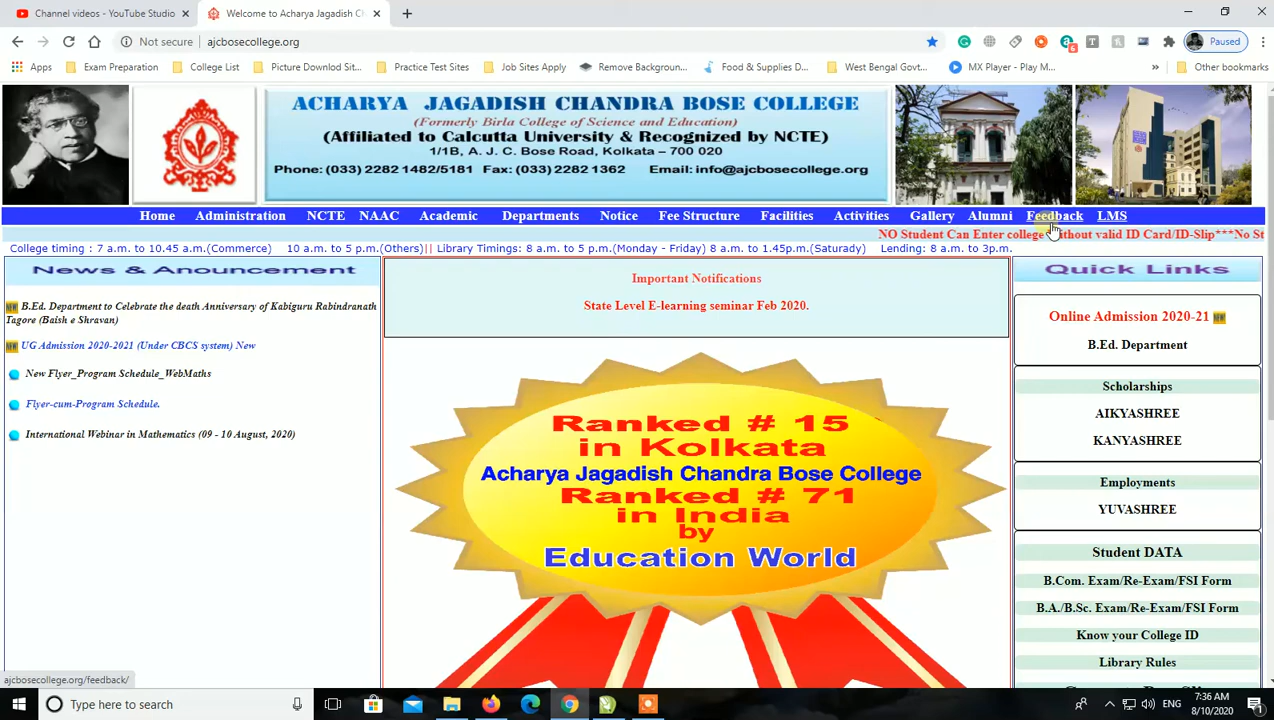 Channel videos - YouTube Studio
Welcome to Acharya Jagadish Ch
Not secure
ajcbosecollege.org
Paused
Apps
Exam Preparation
College List
Picture Downlod Sit...
Practice Test Sites
Job Sites Apply
Remove Backgroun...
Food & Supplies D...
West Bengal Govt...
MX Player - Play M...
Other bookmarks
ACHARYA JAGADISH CHANDRA BOSE COLLEGE
(Formerly Birla College of Science and Education)
(Affiliated to Calcutta University & Recognized by NCTE)
1/1B, A. J. C. Bose Road, Kolkata – 700 020
Phone: (033) 2282 1482/5181 Fax: (033) 2282 1362 Email: info@ajcbosecollege.org
Home Administration NCTE NAAC Academic Departments Notice Fee Structure Facilities Activities Gallery Alumni Feedback LMS
NO Student Can Enter college without valid ID Card/ID-Slip***No St
College timing : 7 a.m. to 10.45 a.m.(Commerce) 10 a.m. to 5 p.m.(Others)|| Library Timings: 8 a.m. to 5 p.m.(Monday - Friday) 8 a.m. to 1.45p.m.(Saturady) Lending: 8 a.m. to 3p.m.
News & Anouncement
B.Ed. Department to Celebrate the death Anniversary of Kabiguru Rabindranath
Tagore (Baish e Shravan)
UG Admission 2020-2021 (Under CBCS system) New
New Flyer_Program Schedule_WebMaths
Flyer-cum-Program Schedule.
International Webinar in Mathematics (09 - 10 August, 2020)
Important Notifications
State Level E-learning seminar Feb 2020.
Ranked # 15
in Kolkata
Acharya Jagadish Chandra Bose College
Ranked # 71
in India
by
Education World
Quick Links
Online Admission 2020-21
B.Ed. Department
Scholarships
AIKYASHREE
KANYASHREE
Employments
YUVASHREE
Student DATA
B.Com. Exam/Re-Exam/FSI Form
B.A./B.Sc. Exam/Re-Exam/FSI Form
Know your College ID
Library Rules
ajcbosecollege.org/feedback/
Type here to search
7:36 AM
8/10/2020